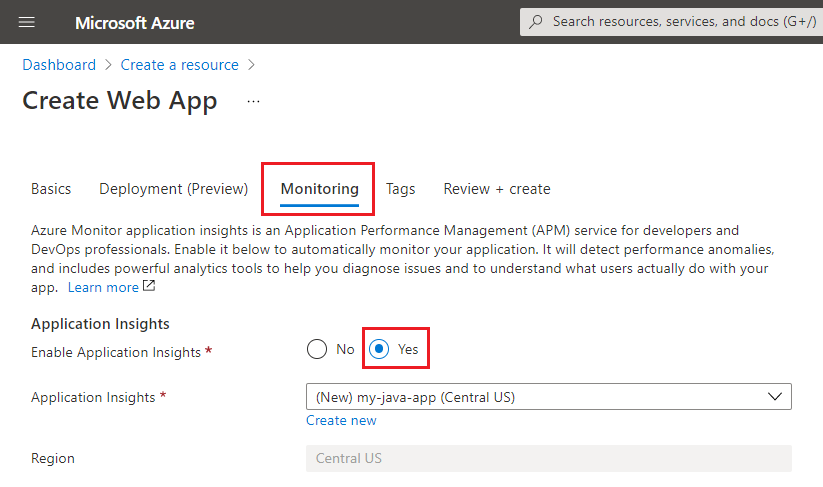 Microsoft Azure
Search resources, services, and docs (G+/)
Dashboard > Create a resource >
Create Web App ...
Basics Deployment (Preview) Monitoring Tags Review + create
Azure Monitor application insights is an Application Performance Management (APM) service for developers and
DevOps professionals. Enable it below to automatically monitor your application. It will detect performance anomalies,
and includes powerful analytics tools to help you diagnose issues and to understand what users actually do with your
app. Learn more
Application Insights
Enable Application Insights * No Yes
Application Insights * (New) my-java-app (Central US)
Create new
Region Central US